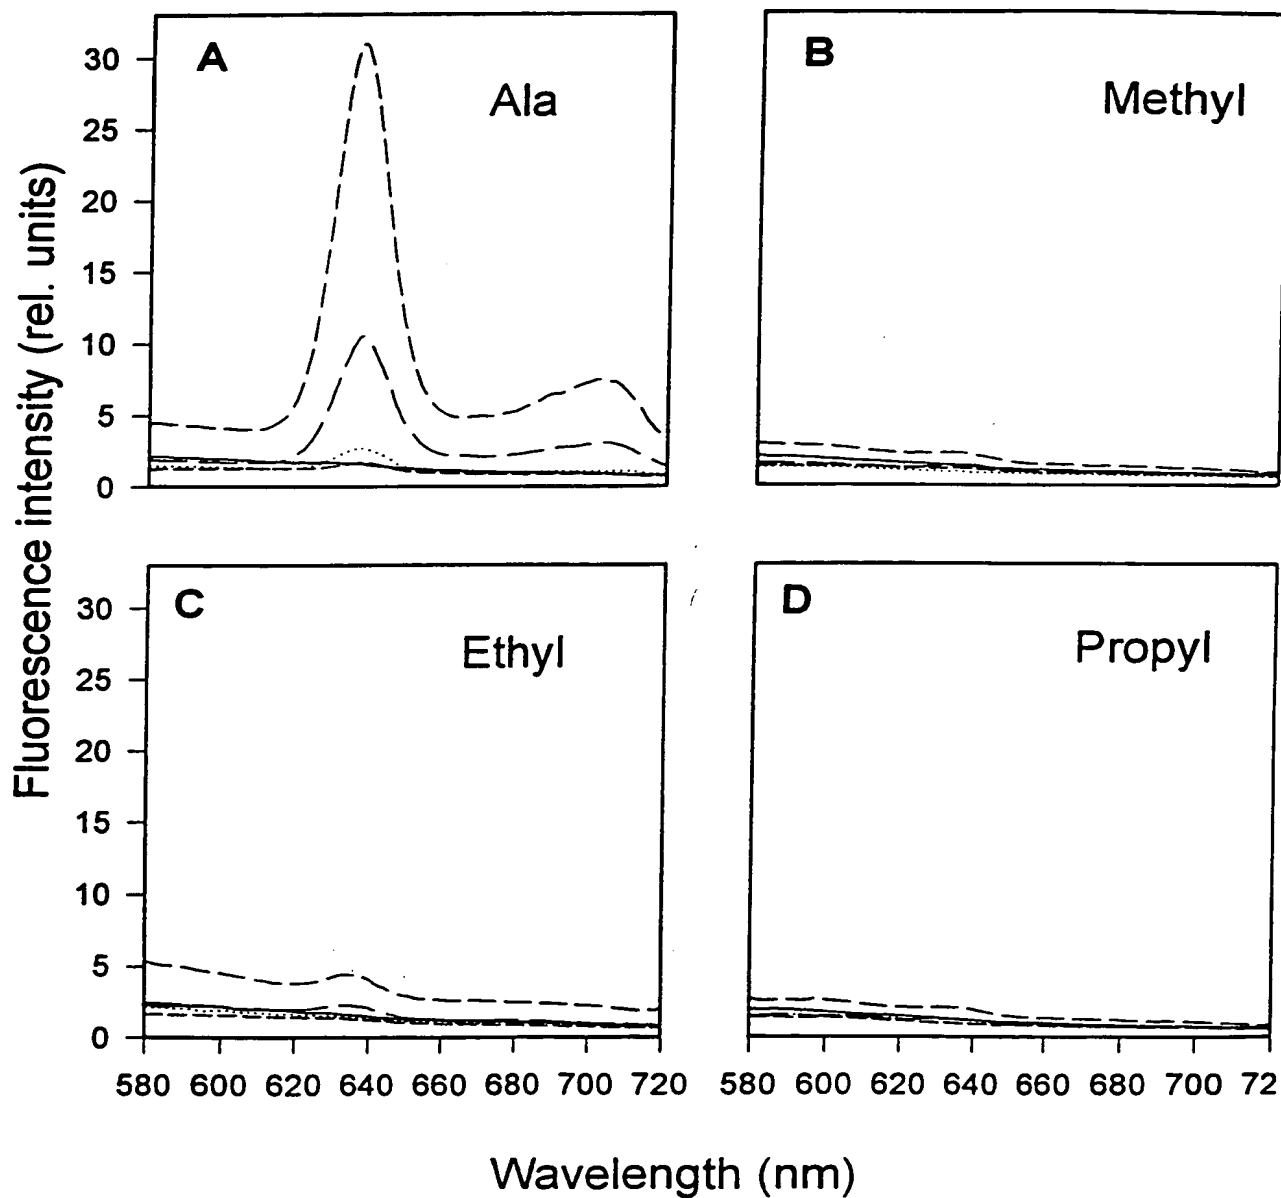 A
Ala
B
Methyl
30
25
20
15
10
5
0
C
Ethyl
D
Propyl
30
25
20
15
10
5
0
580 600 620 640 660 680 700 720
580 600 620 640 660 680 700 72
Fluorescence intensity (rel. units)
Wavelength (nm)